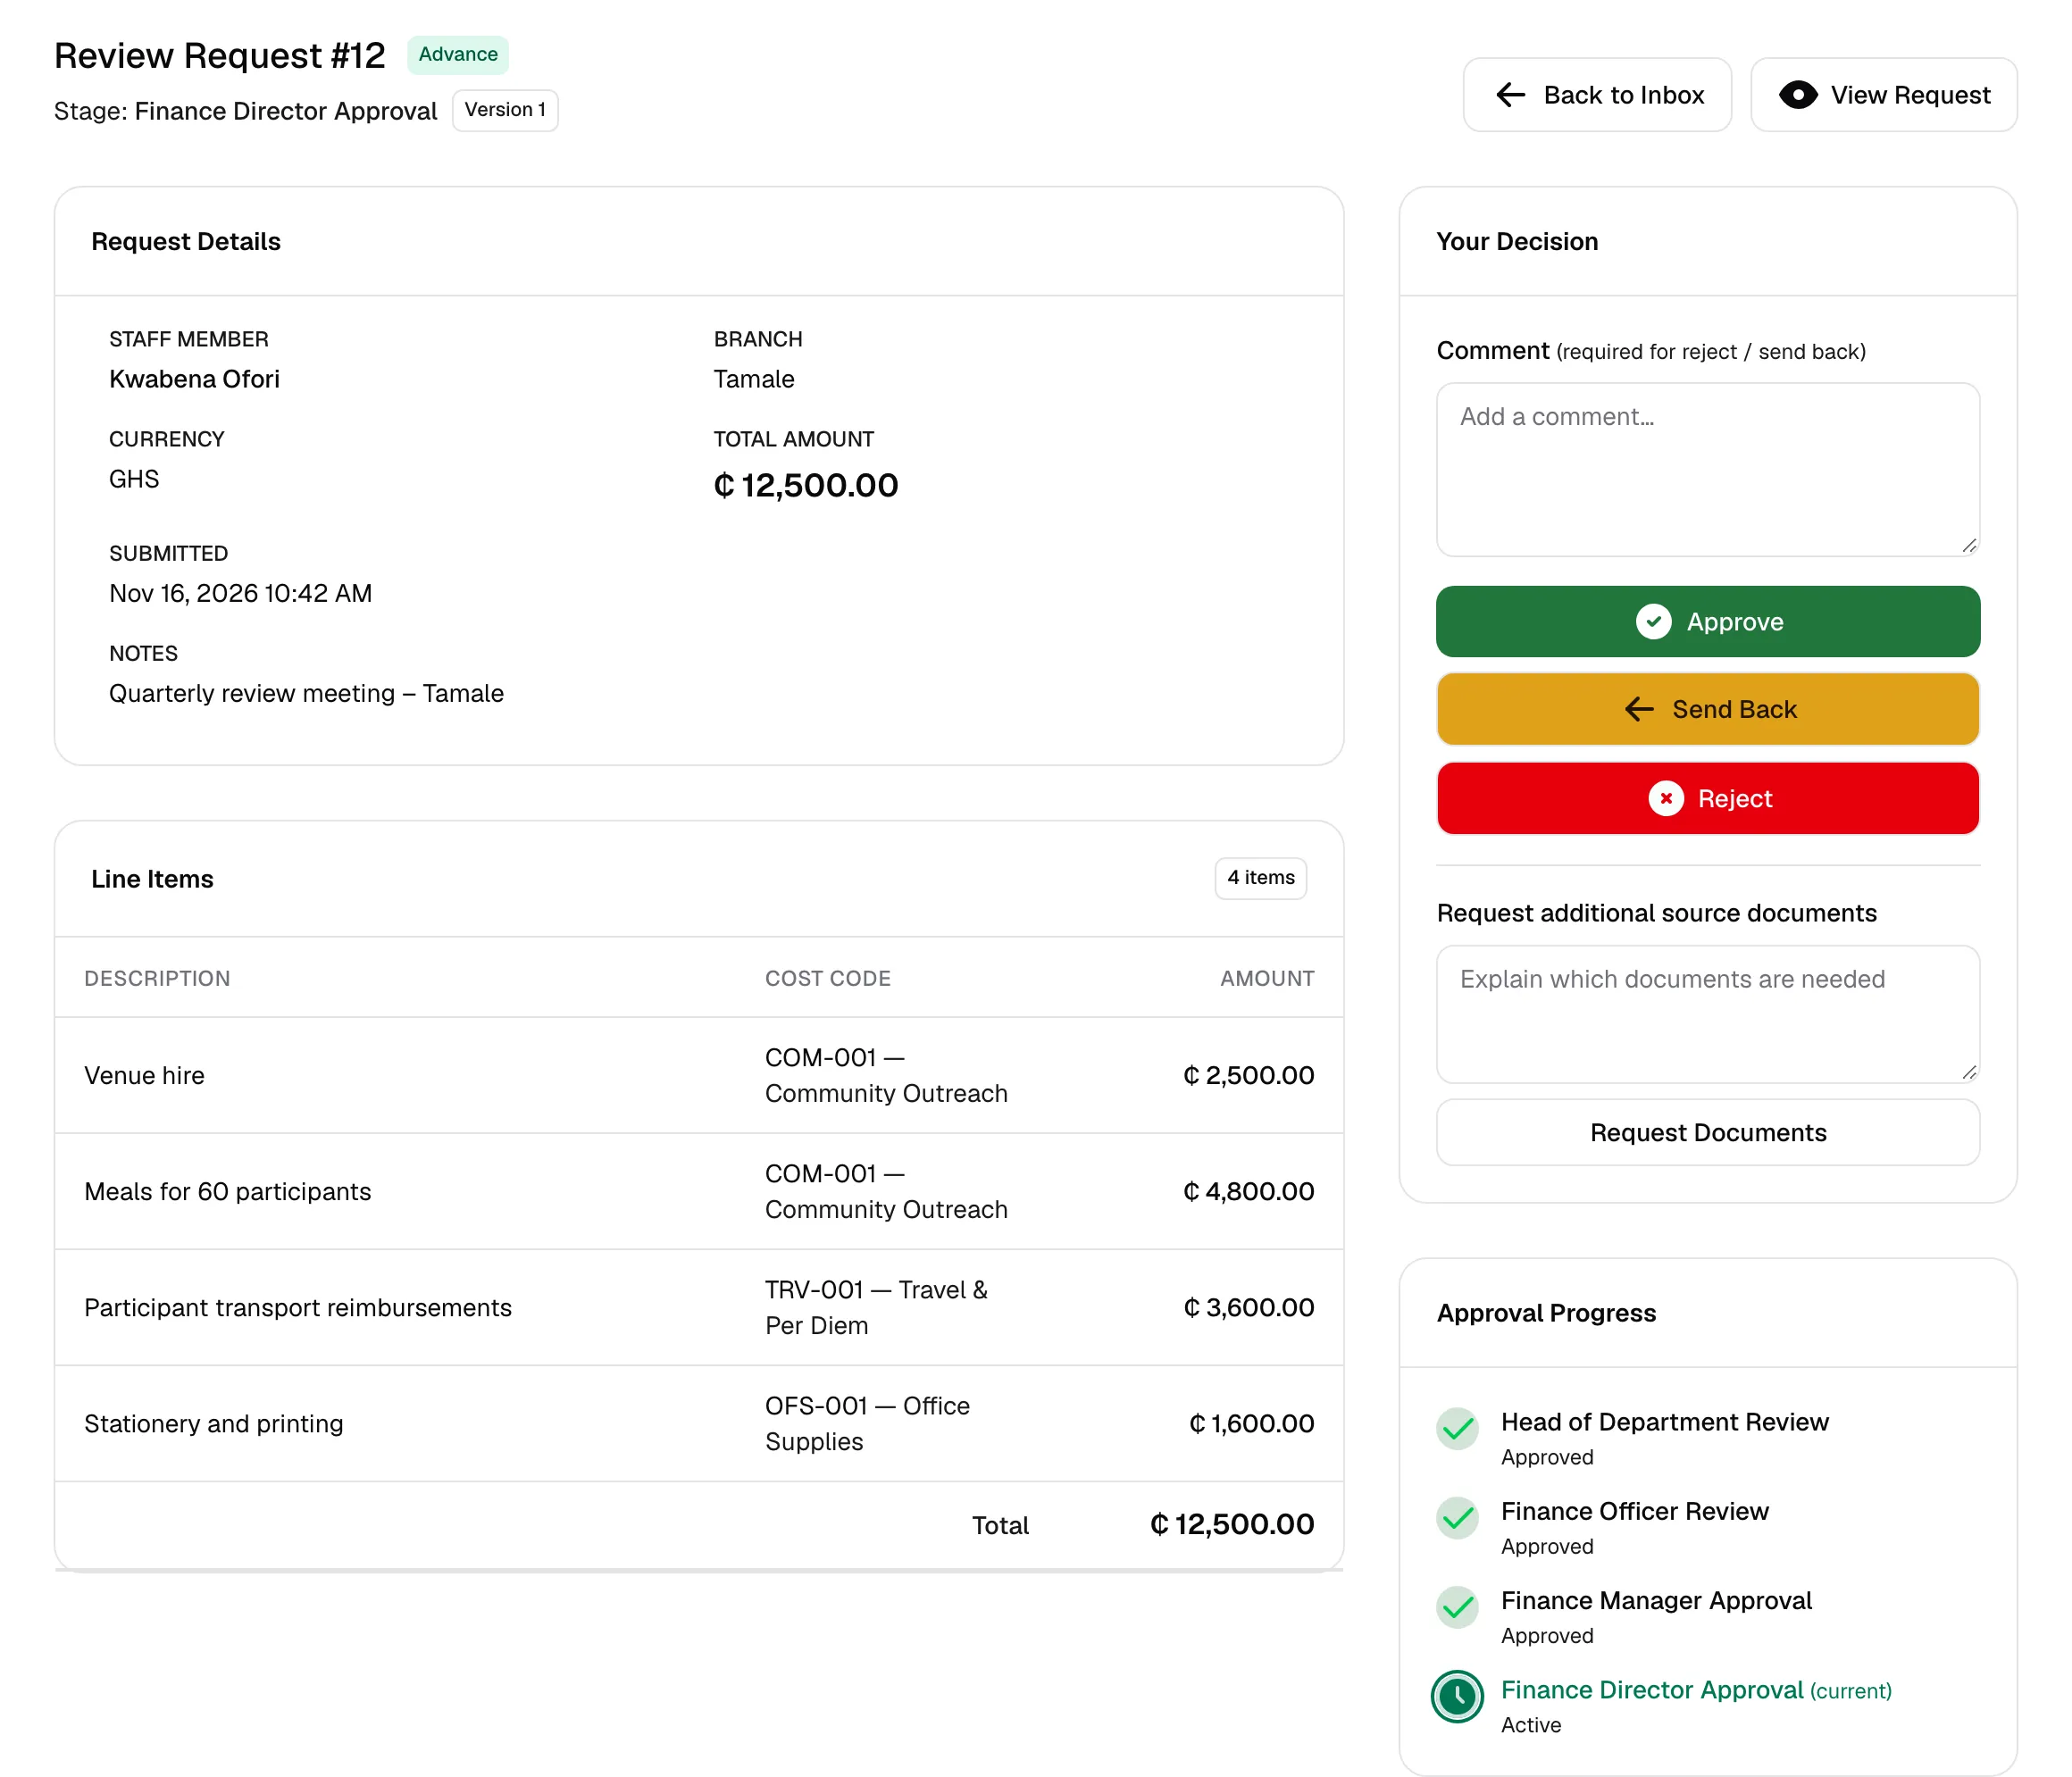 Review Request #12 Advance
Stage: Finance Director Approval Version 1
Back to Inbox
View Request
Request Details
STAFF MEMBER
Kwabena Ofori
BRANCH
Tamale
CURRENCY
GHS
TOTAL AMOUNT
₵ 12,500.00
SUBMITTED
Nov 16, 2026 10:42 AM
NOTES
Quarterly review meeting – Tamale
Line Items
4 items
DESCRIPTION COST CODE AMOUNT
Venue hire
COM-001 —
Community Outreach
₵ 2,500.00
Meals for 60 participants
COM-001 —
Community Outreach
₵ 4,800.00
Participant transport reimbursements
TRV-001 — Travel &
Per Diem
₵ 3,600.00
Stationery and printing
OFS-001 — Office
Supplies
₵ 1,600.00
Total ₵ 12,500.00
Your Decision
Comment (required for reject / send back)
Add a comment...
Approve
Send Back
Reject
Request additional source documents
Explain which documents are needed
Request Documents
Approval Progress
Head of Department Review
Approved
Finance Officer Review
Approved
Finance Manager Approval
Approved
Finance Director Approval (current)
Active